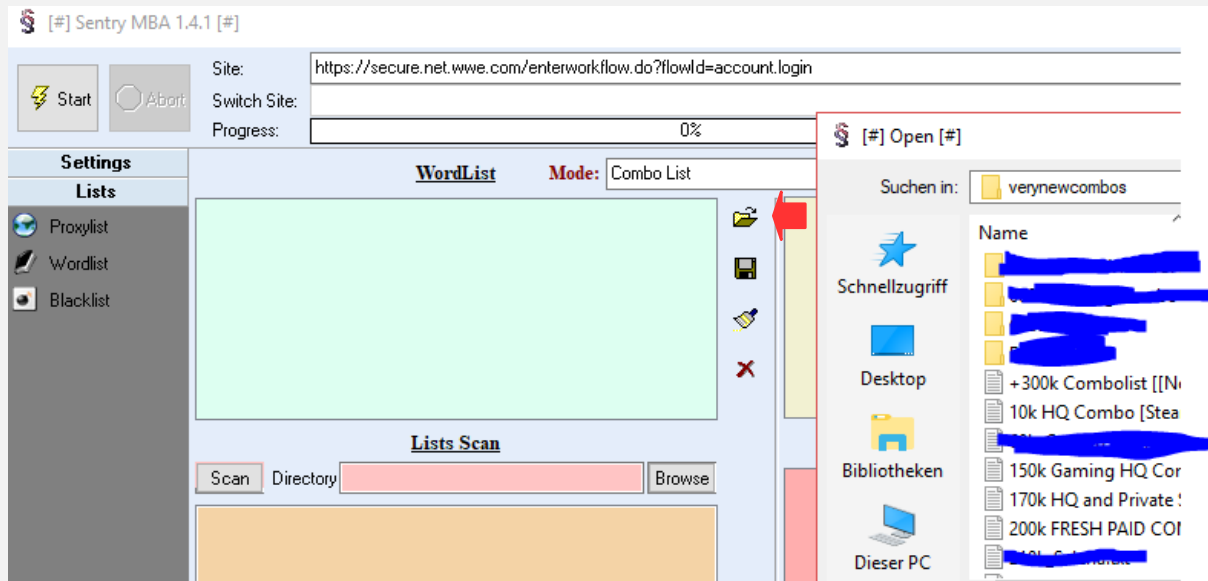 [#] Sentry MBA 1.4.1 [#]
Start
Abort
Site:
https://secure.net.wwe.com/enterworkflow.do?flowId=account.login
Switch Site:
Progress:
0%
Settings
Lists
Proxylist
Wordlist
Blacklist
WordList
Mode:
Combo List
Lists Scan
Scan
Directory
Browse
[#] Open [#]
Suchen in:
verynewcombos
Schnellzugriff
Desktop
Bibliotheken
Dieser PC
Name
+300k Combolist [[N
10k HQ Combo [Stea
150k Gaming HQ Cor
170k HQ and Private
200k FRESH PAID CO